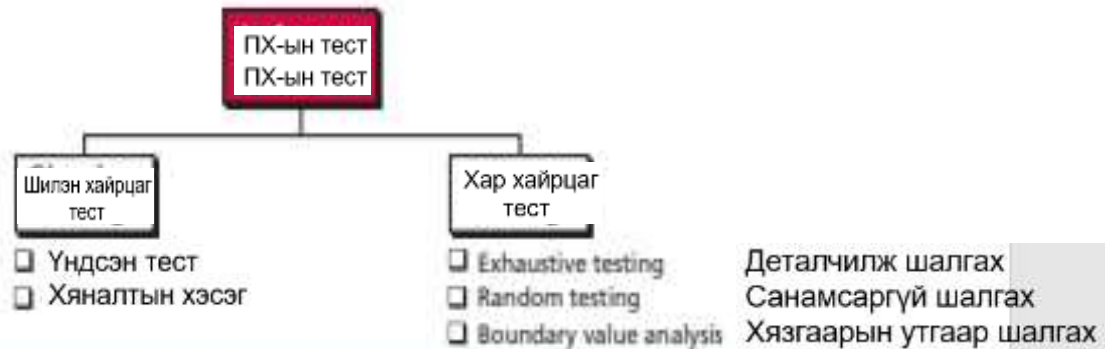 ПХ-ын тест
ПХ-ын тест
Шилэн хайрцаг
тест
Хар хайрцаг
тест
Үндсэн тест
Хяналтын хэсэг
Exhaustive testing Деталчилж шалгах
Random testing Санамсаргүй шалгах
Boundary value analysis Хязгаарын утгаар шалгах